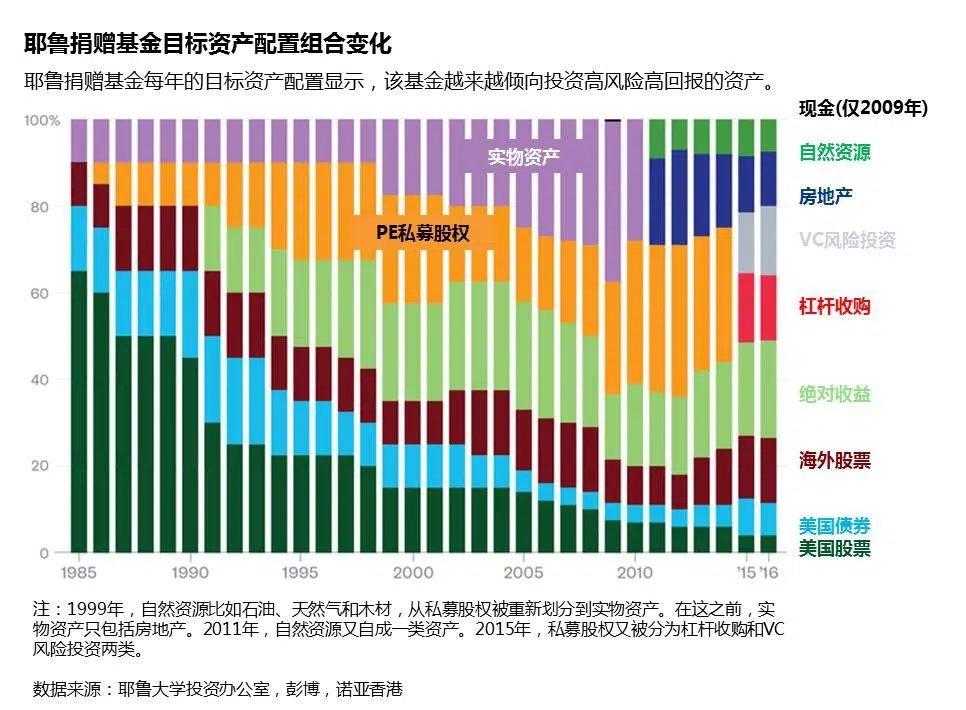 耶鲁捐赠基金目标资产配置组合变化
耶鲁捐赠基金每年的目标资产配置显示，该基金越来越倾向投资高风险高回报的资产。
现金(仅2009年)
100%
自然资源
实物资产
房地产
80
PE私募股权
VC风险投资
60
杠杆收购
40
绝对收益
20
海外股票
美国债券
0
美国股票
1985
1990
1995
2000
2005
2010
'15 '16
注：1999年，自然资源比如石油、天然气和木材，从私募股权被重新划分到实物资产。在这之前，实
物资产只包括房地产。2011年，自然资源又自成一类资产。2015年，私募股权又被分为杠杆收购和VC
风险投资两类。
数据来源：耶鲁大学投资办公室，彭博，诺亚香港